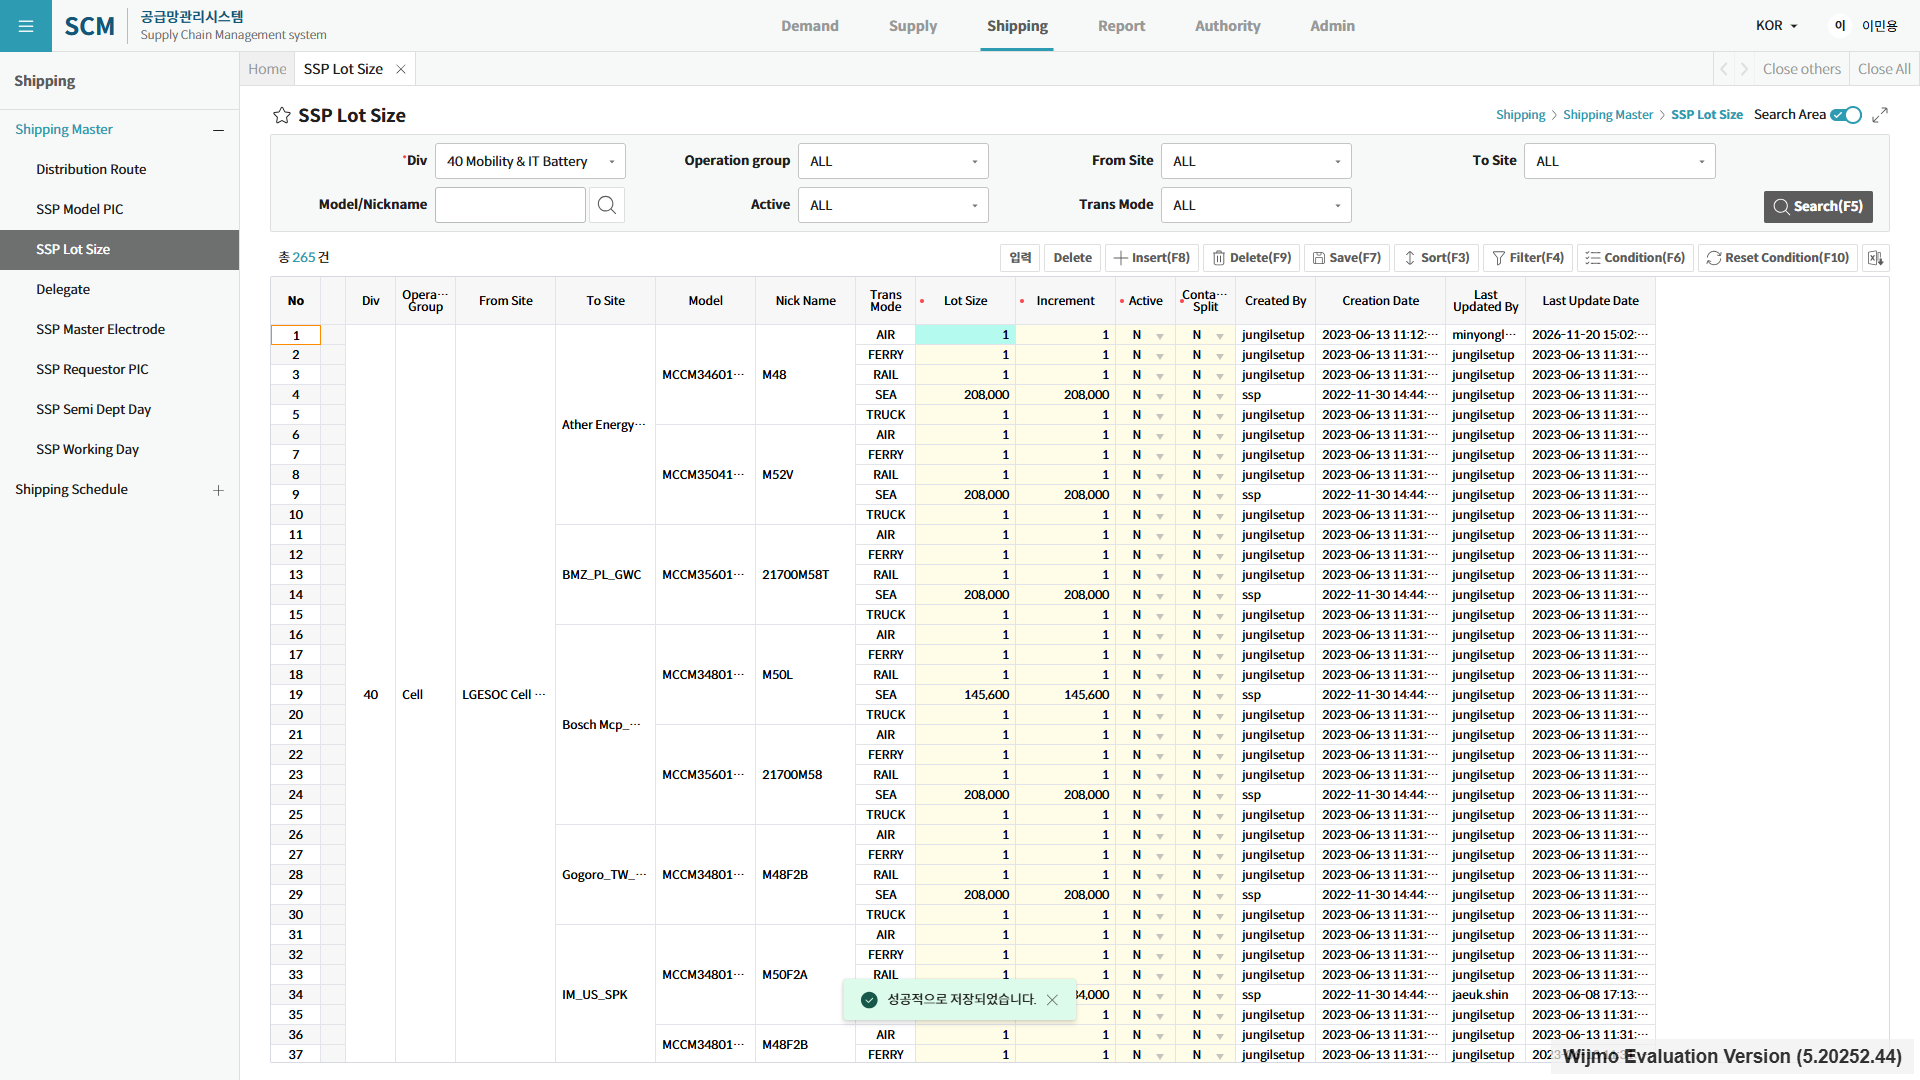 SCM 공급망관리시스템 Supply Chain Management system
Demand Supply Shipping Report Authority Admin
KOR 이 이민용
Shipping
Home SSP Lot Size
Close others Close All
Shipping Master
Distribution Route
SSP Model PIC
SSP Lot Size
Delegate
SSP Master Electrode
SSP Requestor PIC
SSP Semi Dept Day
SSP Working Day
Shipping Schedule
SSP Lot Size
Shipping > Shipping Master > SSP Lot Size Search Area
*Div 40 Mobility & IT Battery Operation group ALL From Site ALL To Site ALL
Model/Nickname Active ALL Trans Mode ALL Search(F5)
총 265 건
입력 Delete Insert(F8) Delete(F9) Save(F7) Sort(F3) Filter(F4) Condition(F6) Reset Condition(F10)
No Div Opera··· Group From Site To Site Model Nick Name Trans Mode Lot Size Increment Active Conta··· Split Created By Creation Date Last Updated By Last Update Date
1 AIR 1 1 N N jungilsetup 2023-06-13 11:12:··· minyongl··· 2026-11-20 15:02:···
2 FERRY 1 1 N N jungilsetup 2023-06-13 11:31:··· jungilsetup 2023-06-13 11:31:···
3 MCCM34601··· M48 RAIL 1 1 N N jungilsetup 2023-06-13 11:31:··· jungilsetup 2023-06-13 11:31:···
4 SEA 208,000 208,000 N N ssp 2022-11-30 14:44:··· jungilsetup 2023-06-13 11:31:···
5 TRUCK 1 1 N N jungilsetup 2023-06-13 11:31:··· jungilsetup 2023-06-13 11:31:···
Ather Energy···
6 AIR 1 1 N N jungilsetup 2023-06-13 11:31:··· jungilsetup 2023-06-13 11:31:···
7 FERRY 1 1 N N jungilsetup 2023-06-13 11:31:··· jungilsetup 2023-06-13 11:31:···
8 MCCM35041··· M52V RAIL 1 1 N N jungilsetup 2023-06-13 11:31:··· jungilsetup 2023-06-13 11:31:···
9 SEA 208,000 208,000 N N ssp 2022-11-30 14:44:··· jungilsetup 2023-06-13 11:31:···
10 TRUCK 1 1 N N jungilsetup 2023-06-13 11:31:··· jungilsetup 2023-06-13 11:31:···
11 AIR 1 1 N N jungilsetup 2023-06-13 11:31:··· jungilsetup 2023-06-13 11:31:···
12 FERRY 1 1 N N jungilsetup 2023-06-13 11:31:··· jungilsetup 2023-06-13 11:31:···
13 BMZ_PL_GWC MCCM35601··· 21700M58T RAIL 1 1 N N jungilsetup 2023-06-13 11:31:··· jungilsetup 2023-06-13 11:31:···
14 SEA 208,000 208,000 N N ssp 2022-11-30 14:44:··· jungilsetup 2023-06-13 11:31:···
15 TRUCK 1 1 N N jungilsetup 2023-06-13 11:31:··· jungilsetup 2023-06-13 11:31:···
16 AIR 1 1 N N jungilsetup 2023-06-13 11:31:··· jungilsetup 2023-06-13 11:31:···
17 FERRY 1 1 N N jungilsetup 2023-06-13 11:31:··· jungilsetup 2023-06-13 11:31:···
18 MCCM34801··· M50L RAIL 1 1 N N jungilsetup 2023-06-13 11:31:··· jungilsetup 2023-06-13 11:31:···
19 40 Cell LGESOC Cell ··· SEA 145,600 145,600 N N ssp 2022-11-30 14:44:··· jungilsetup 2023-06-13 11:31:···
20 TRUCK 1 1 N N jungilsetup 2023-06-13 11:31:··· jungilsetup 2023-06-13 11:31:···
Bosch Mcp_···
21 AIR 1 1 N N jungilsetup 2023-06-13 11:31:··· jungilsetup 2023-06-13 11:31:···
22 FERRY 1 1 N N jungilsetup 2023-06-13 11:31:··· jungilsetup 2023-06-13 11:31:···
23 MCCM35601··· 21700M58 RAIL 1 1 N N jungilsetup 2023-06-13 11:31:··· jungilsetup 2023-06-13 11:31:···
24 SEA 208,000 208,000 N N ssp 2022-11-30 14:44:··· jungilsetup 2023-06-13 11:31:···
25 TRUCK 1 1 N N jungilsetup 2023-06-13 11:31:··· jungilsetup 2023-06-13 11:31:···
26 AIR 1 1 N N jungilsetup 2023-06-13 11:31:··· jungilsetup 2023-06-13 11:31:···
27 FERRY 1 1 N N jungilsetup 2023-06-13 11:31:··· jungilsetup 2023-06-13 11:31:···
28 Gogoro_TW_··· MCCM34801··· M48F2B RAIL 1 1 N N jungilsetup 2023-06-13 11:31:··· jungilsetup 2023-06-13 11:31:···
29 SEA 208,000 208,000 N N ssp 2022-11-30 14:44:··· jungilsetup 2023-06-13 11:31:···
30 TRUCK 1 1 N N jungilsetup 2023-06-13 11:31:··· jungilsetup 2023-06-13 11:31:···
31 AIR 1 1 N N jungilsetup 2023-06-13 11:31:··· jungilsetup 2023-06-13 11:31:···
32 FERRY 1 1 N N jungilsetup 2023-06-13 11:31:··· jungilsetup 2023-06-13 11:31:···
33 MCCM34801··· M50F2A RAIL 1 1 N N jungilsetup 2023-06-13 11:31:··· jungilsetup 2023-06-13 11:31:···
34 IM_US_SPK 4,000 N N ssp 2022-11-30 14:44:··· jaeuk.shin 2023-06-08 17:13:···
성공적으로 저장되었습니다.
35 1 N N jungilsetup 2023-06-13 11:31:··· jungilsetup 2023-06-13 11:31:···
36 AIR 1 1 N N jungilsetup 2023-06-13 11:31:··· jungilsetup 2023-06-13 11:31:···
MCCM34801··· M48F2B
37 FERRY 1 1 N N jungilsetup 2023-06-13 11:31:··· jungilsetup
Wijmo Evaluation Version (5.20252.44)